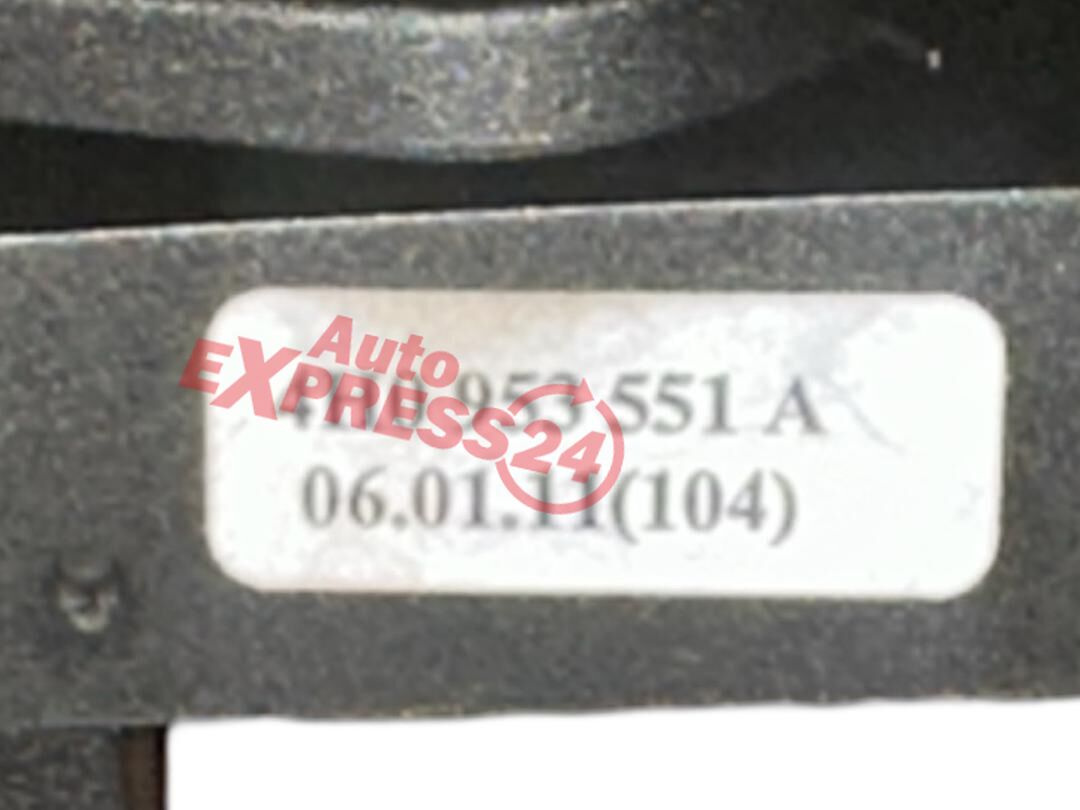 Auto
EXPRESS24
953 551 A
06.01.11(104)